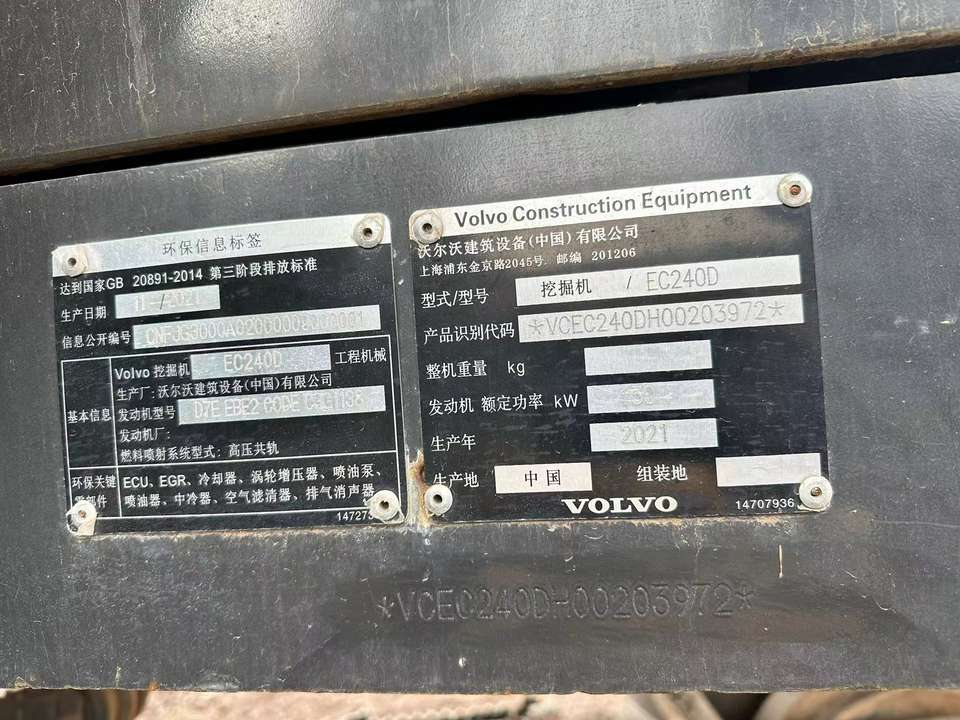 环保信息标签
达到国家GB 20891-2014 第三阶段排放标准
生产日期 /2021
信息公开编号
基本信息
Volvo 挖掘机 EC240D 工程机械
生产厂: 沃尔沃建筑设备(中国)有限公司
发动机型号 D7E EBE2 CODE
发动机厂:
燃料喷射系统型式: 高压共轨
环保关键零部件
ECU、EGR、冷却器、涡轮增压器、喷油泵、
喷油器、中冷器、空气滤清器、排气消声器
Volvo Construction Equipment
沃尔沃建筑设备(中国)有限公司
上海浦东金京路2045号. 邮编 201206
型式/型号 挖掘机 / EC240D
产品识别代码 *VCEC240DH00203972*
整机重量 kg
发动机 额定功率 kW
生产年 2021
生产地 中国 组装地
VOLVO 14707936
*VCEC240DH00203972*